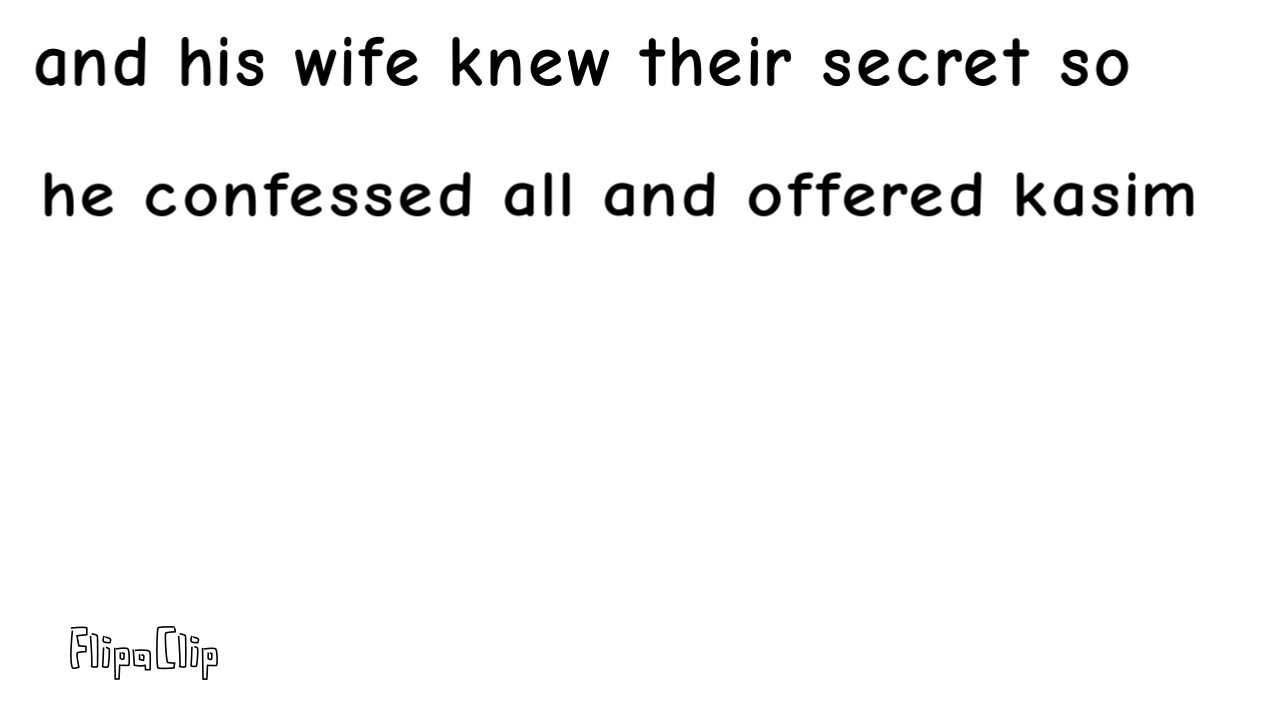 and his wife knew their secret so
he confessed all and offered kasim
FlipaClip